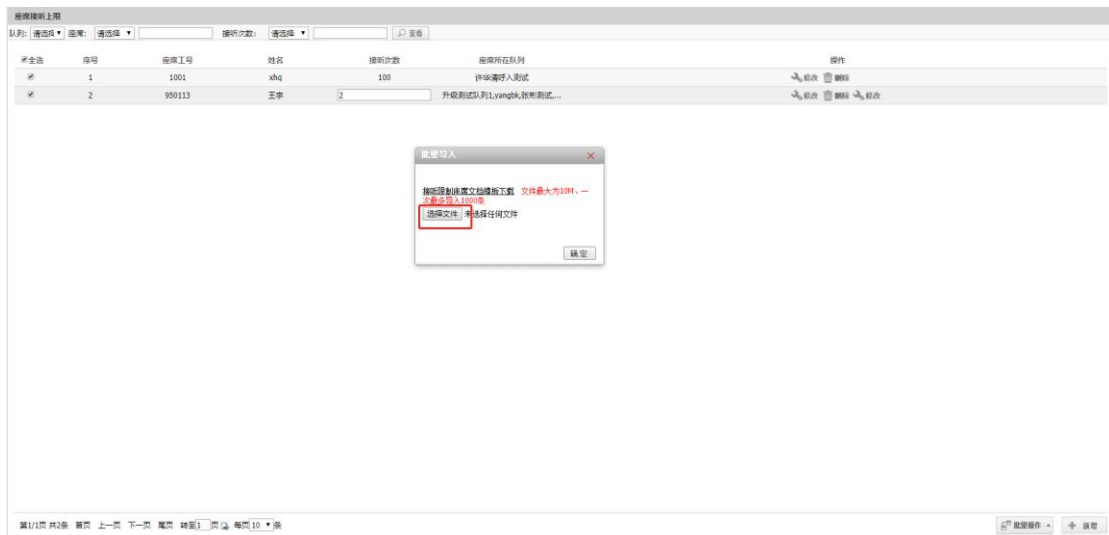 座席接听上限
队列: 请选择 座席: 请选择 接听次数: 请选择 查看
全选 序号 座席工号 姓名 接听次数 座席所在队列 操作
1 1001 xhq 100 许华清呼入测试 修改 删除
2 950113 王李 2 升级测试队列1,yangbk,张彬测试,... 修改 删除 修改
批量导入
接听限制座席文档模板下载 文件最大为10M、一
次最多导入1000条
选择文件 未选择任何文件
确定
第1/1页 共2条 首页 上一页 下一页 尾页 转至1 页 每页 10 条 批量操作 新增